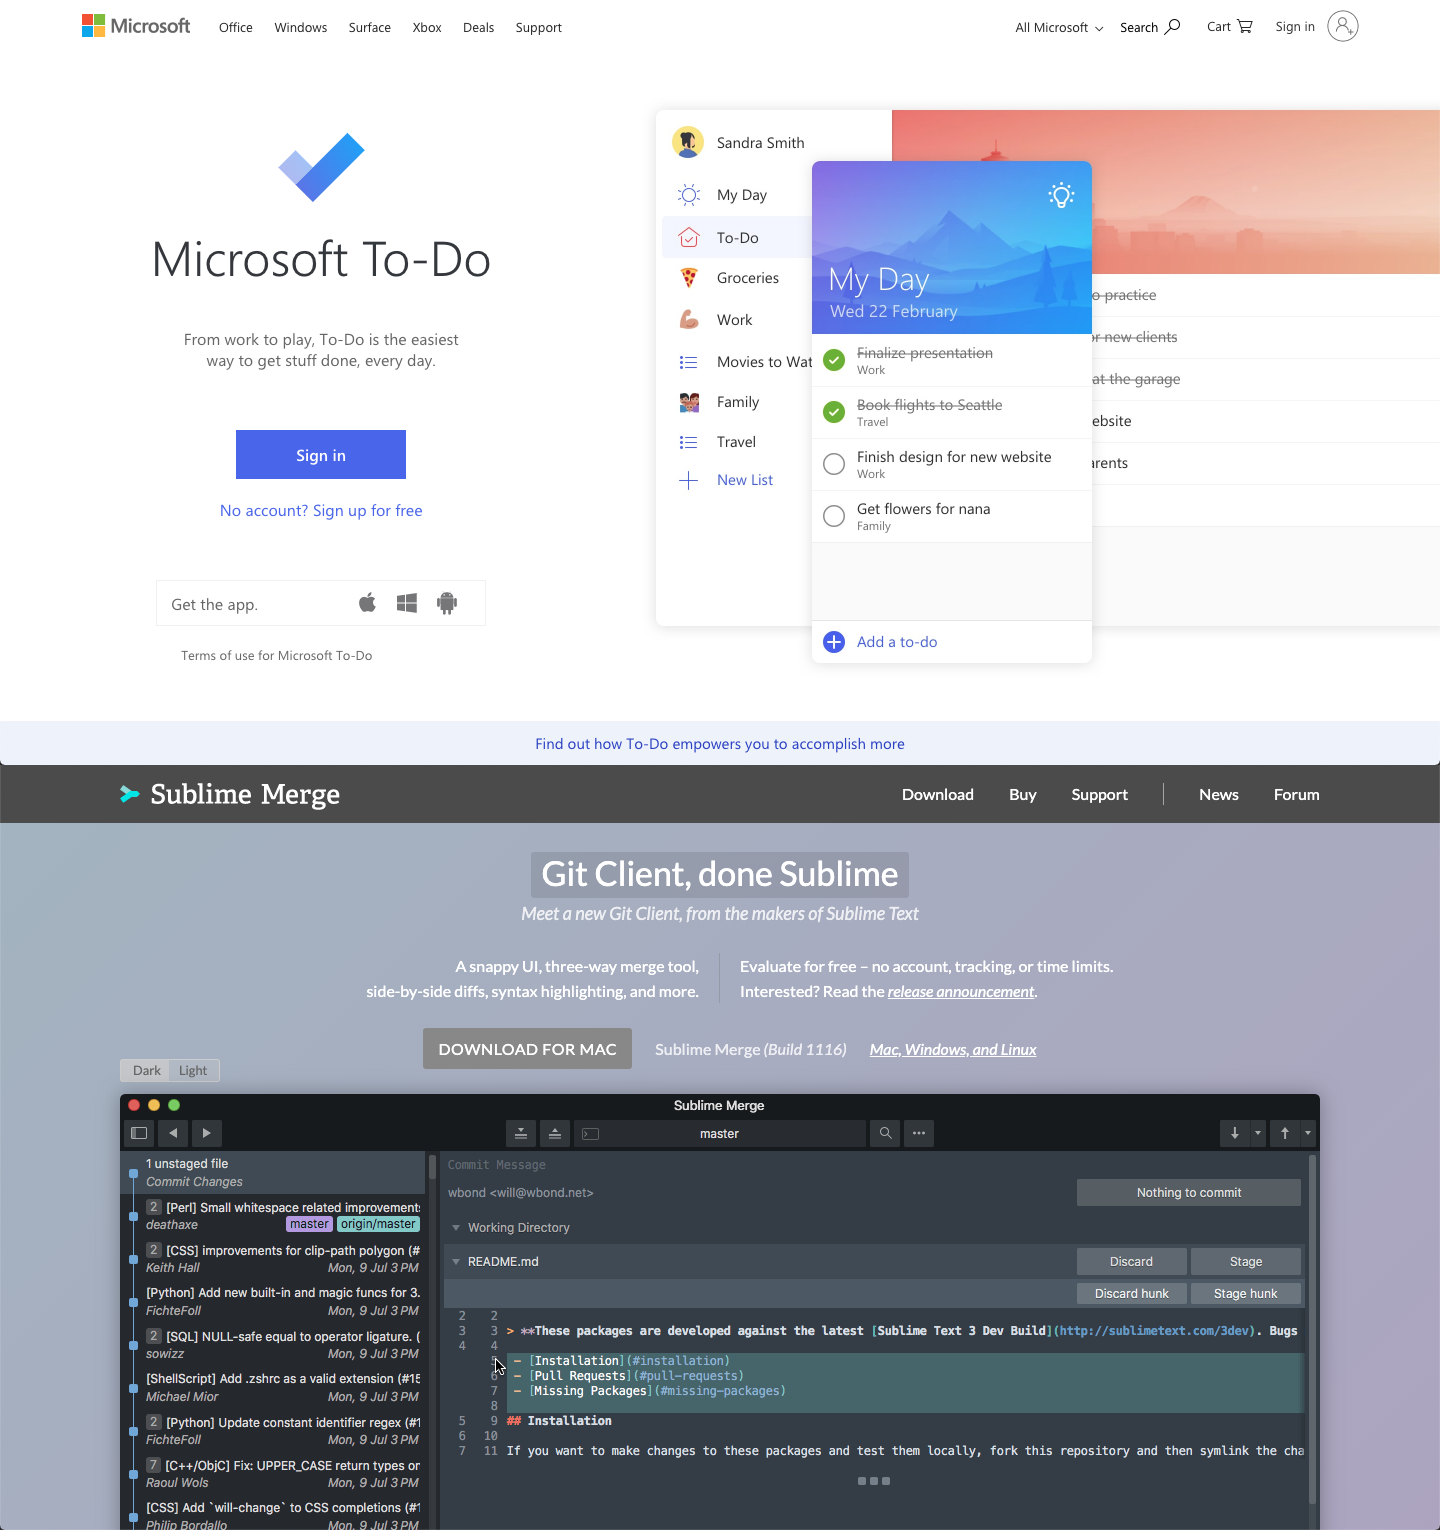 Microsoft Office Windows Surface Xbox Deals Support All Microsoft Search Cart Sign in
Microsoft To-Do
From work to play, To-Do is the easiest
way to get stuff done, every day.
Sign in
No account? Sign up for free
Get the app.
Terms of use for Microsoft To-Do
Sandra Smith
My Day
To-Do
Groceries
Work
Movies to Wat
Family
Travel
New List
My Day
Wed 22 February
Finalize presentation
Work
Book flights to Seattle
Travel
Finish design for new website
Work
Get flowers for nana
Family
Add a to-do
o practice
or new clients
at the garage
ebsite
arents
Find out how To-Do empowers you to accomplish more
Sublime Merge Download Buy Support News Forum
Git Client, done Sublime
Meet a new Git Client, from the makers of Sublime Text
A snappy UI, three-way merge tool,
side-by-side diffs, syntax highlighting, and more.
Evaluate for free – no account, tracking, or time limits.
Interested? Read the release announcement.
DOWNLOAD FOR MAC Sublime Merge (Build 1116) Mac, Windows, and Linux
Dark Light
Sublime Merge
master
1 unstaged file
Commit Changes
2 [Perl] Small whitespace related improvements
deathaxe master origin/master
2 [CSS] improvements for clip-path polygon (#
Keith Hall Mon, 9 Jul 3 PM
[Python] Add new built-in and magic funcs for 3.
FichteFoll Mon, 9 Jul 3 PM
2 [SQL] NULL-safe equal to operator ligature. (
sowizz Mon, 9 Jul 3 PM
[ShellScript] Add .zshrc as a valid extension (#15
Michael Mior Mon, 9 Jul 3 PM
2 [Python] Update constant identifier regex (#1
FichteFoll Mon, 9 Jul 3 PM
7 [C++/ObjC] Fix: UPPER_CASE return types or
Raoul Wols Mon, 9 Jul 3 PM
[CSS] Add `will-change` to CSS completions (#1
Philip Bordallo Mon, 9 Jul 3 PM
Commit Message
wbond <will@wbond.net> Nothing to commit
Working Directory
README.md Discard Stage
Discard hunk Stage hunk
2 2
3 3 > **These packages are developed against the latest [Sublime Text 3 Dev Build](http://sublimetext.com/3dev). Bugs
4 4
5 – [Installation](#installation)
6 – [Pull Requests](#pull-requests)
7 – [Missing Packages](#missing-packages)
8
5 9 ## Installation
6 10
7 11 If you want to make changes to these packages and test them locally, fork this repository and then symlink the cha